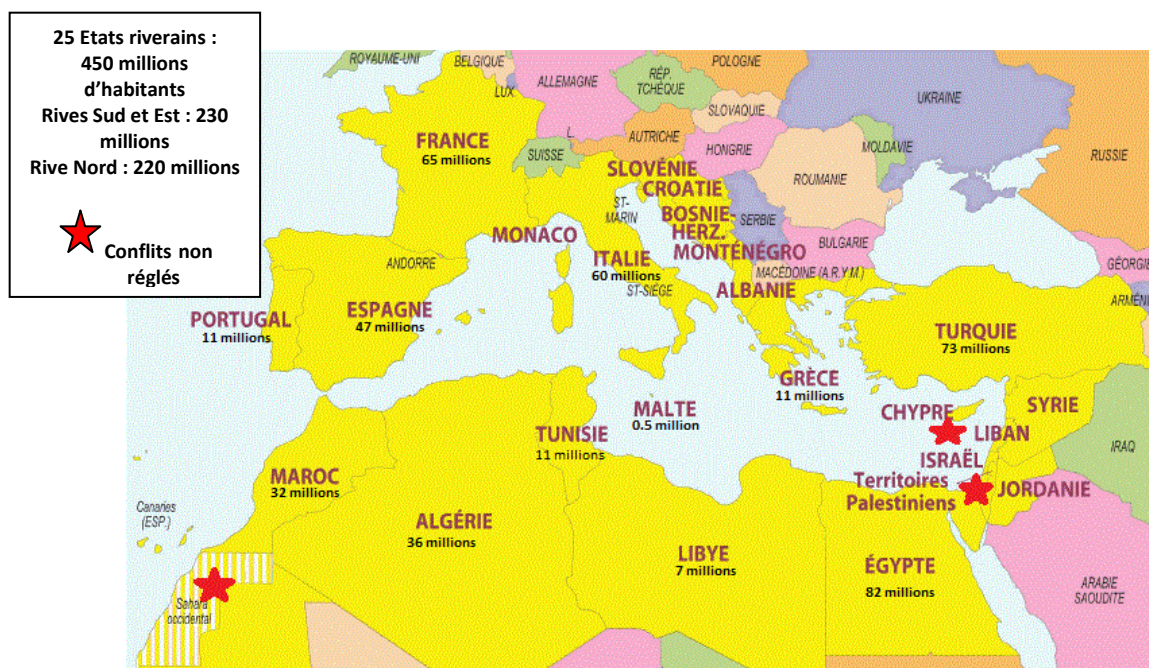 25 Etats riverains :
450 millions
d’habitants
Rives Sud et Est : 230
millions
Rive Nord : 220 millions
Conflits non
réglés
ROYAUME-UNI
BELGIQUE
LUX
ALLEMAGNE
POLOGNE
RÉP.
TCHÈQUE
SLOVAQUIE
UKRAINE
FRANCE
65 millions
L.
AUTRICHE
SUISSE
HONGRIE
MOLDAVIE
RUSSIE
SLOVÉNIE
CROATIE
ROUMANIE
ST-
MARIN
BOSNIE-
HERZ.
SERBIE
MONACO
MONTÉNÉGRO
BULGARIE
ANDORRE
ITALIE
60 millions
MACÉDOINE (A.R.Y.M.)
GÉORGIE
ST-SIÈGE
ALBANIE
ARMÉNIE
PORTUGAL
11 millions
ESPAGNE
47 millions
TURQUIE
73 millions
GRÈCE
11 millions
MALTE
0.5 million
CHYPRE
SYRIE
TUNISIE
11 millions
LIBAN
IRAQ
ISRAËL
MAROC
32 millions
Territoires
Palestiniens
JORDANIE
Canaries
(ESP.)
ALGÉRIE
36 millions
LIBYE
7 millions
ÉGYPTE
82 millions
ARABIE
SAOUDITE
Sahara
occidental